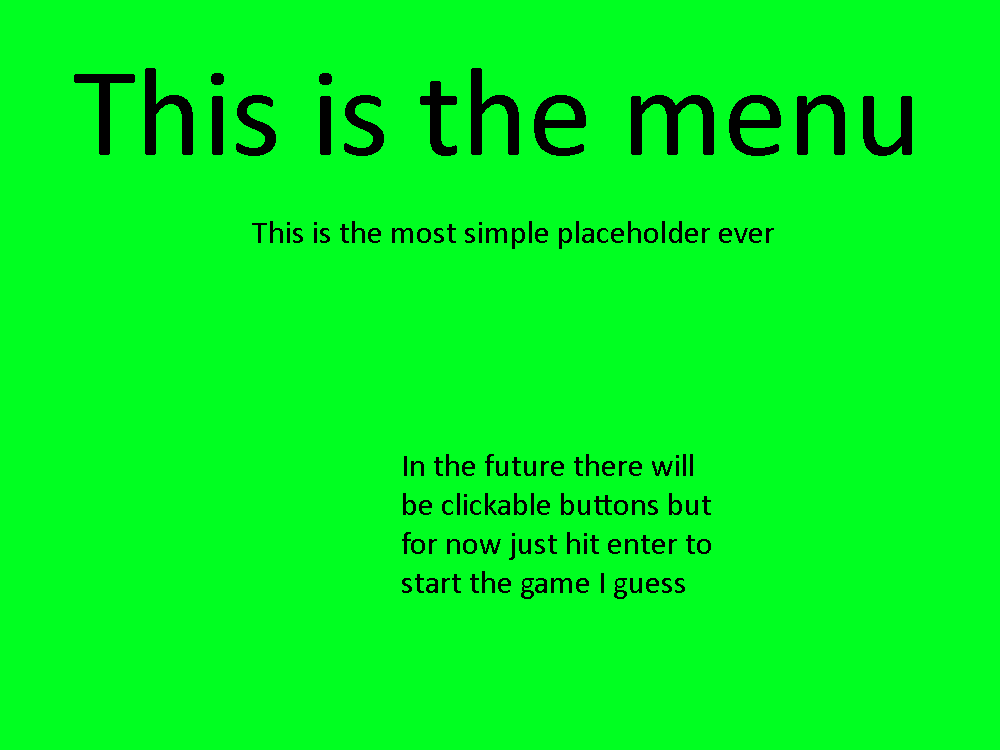 This is the menu
This is the most simple placeholder ever
In the future there will
be clickable buttons but
for now just hit enter to
start the game I guess